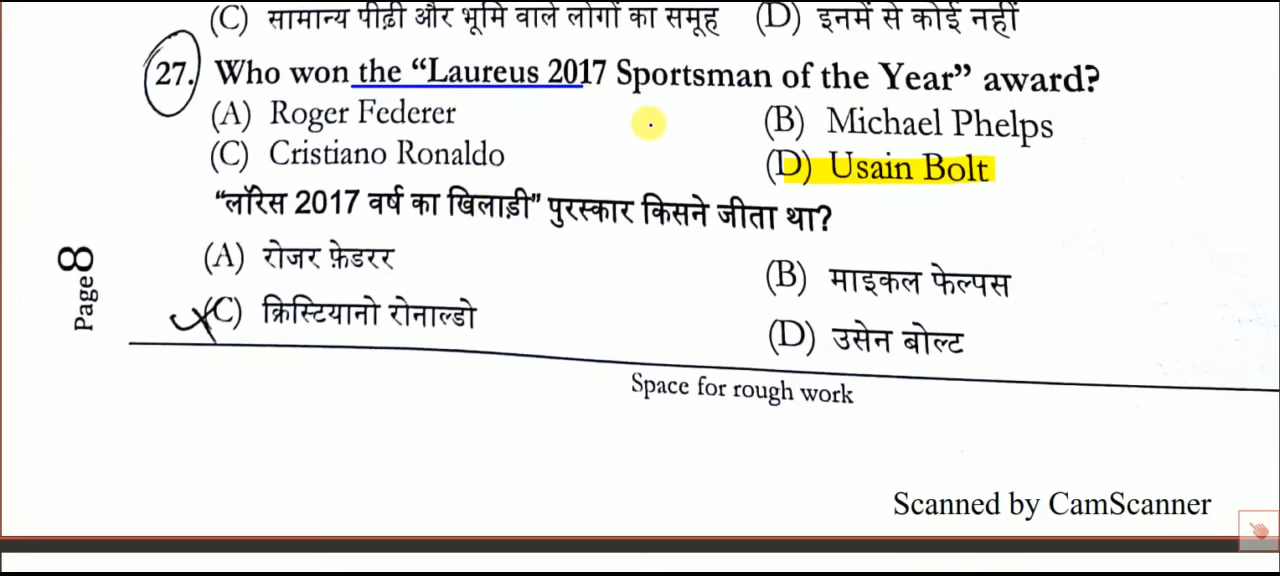 (C) सामान्य पीढ़ी और भूमि वाले लोगों का समूह (D) इनमें से कोई नहीं
27. Who won the “Laureus 2017 Sportsman of the Year” award?
(A) Roger Federer (B) Michael Phelps
(C) Cristiano Ronaldo (D) Usain Bolt
“लॉरेस 2017 वर्ष का खिलाड़ी” पुरस्कार किसने जीता था?
(A) रोजर फ़ेडरर (B) माइकल फेल्पस
(C) क्रिस्टियानो रोनाल्डो (D) उसेन बोल्ट
Page 8
Space for rough work
Scanned by CamScanner